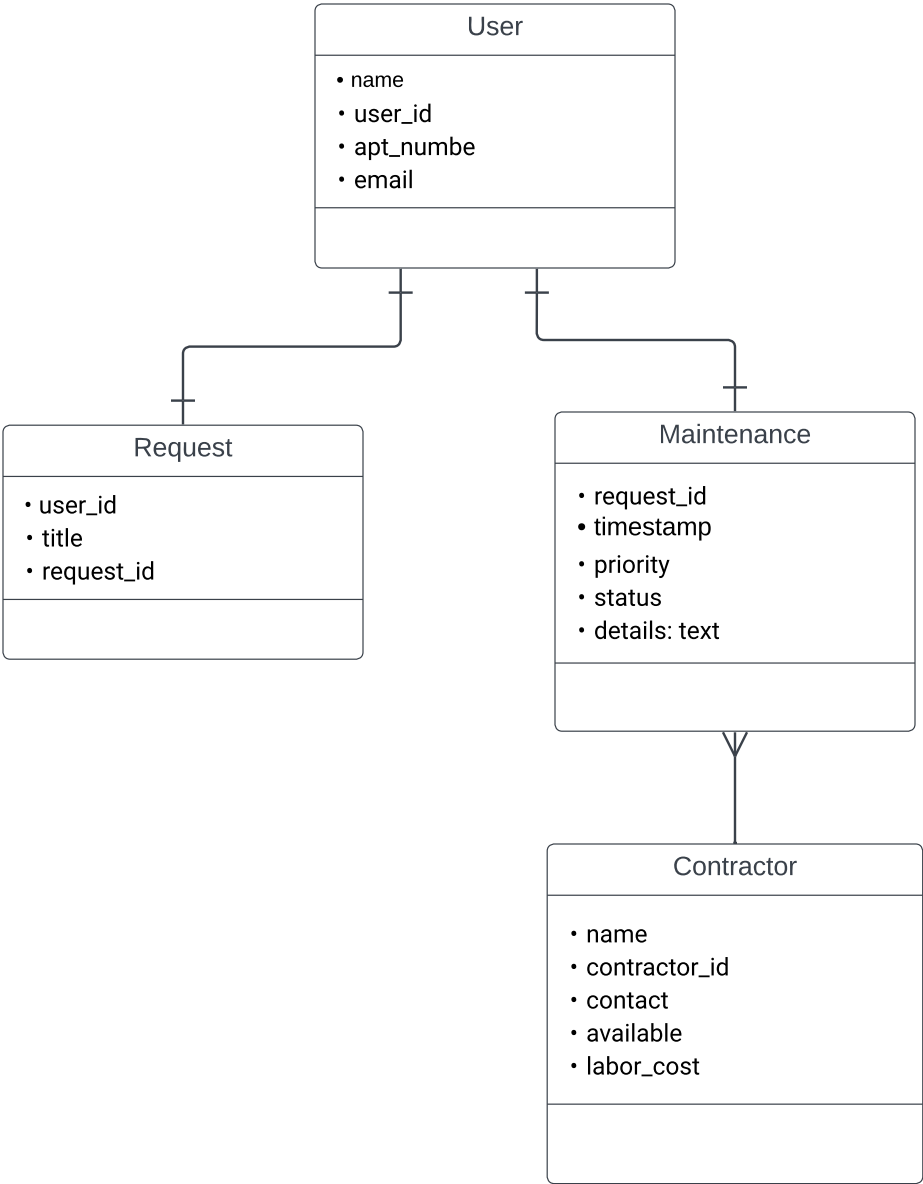 User
• name
• user_id
• apt_numbe
• email
Request
• user_id
• title
• request_id
Maintenance
• request_id
• timestamp
• priority
• status
• details: text
Contractor
• name
• contractor_id
• contact
• available
• labor_cost